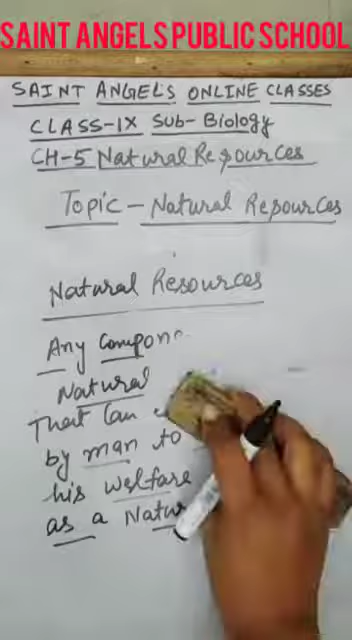 SAINT ANGELS PUBLIC SCHOOL
SAINT ANGEL'S ONLINE CLASSES
CLASS-IX Sub- Biology
CH-5 Natural Resources
Topic - Natural Resources
Natural Resources
Any
Natural
That Can
by man to
his welfare
as a